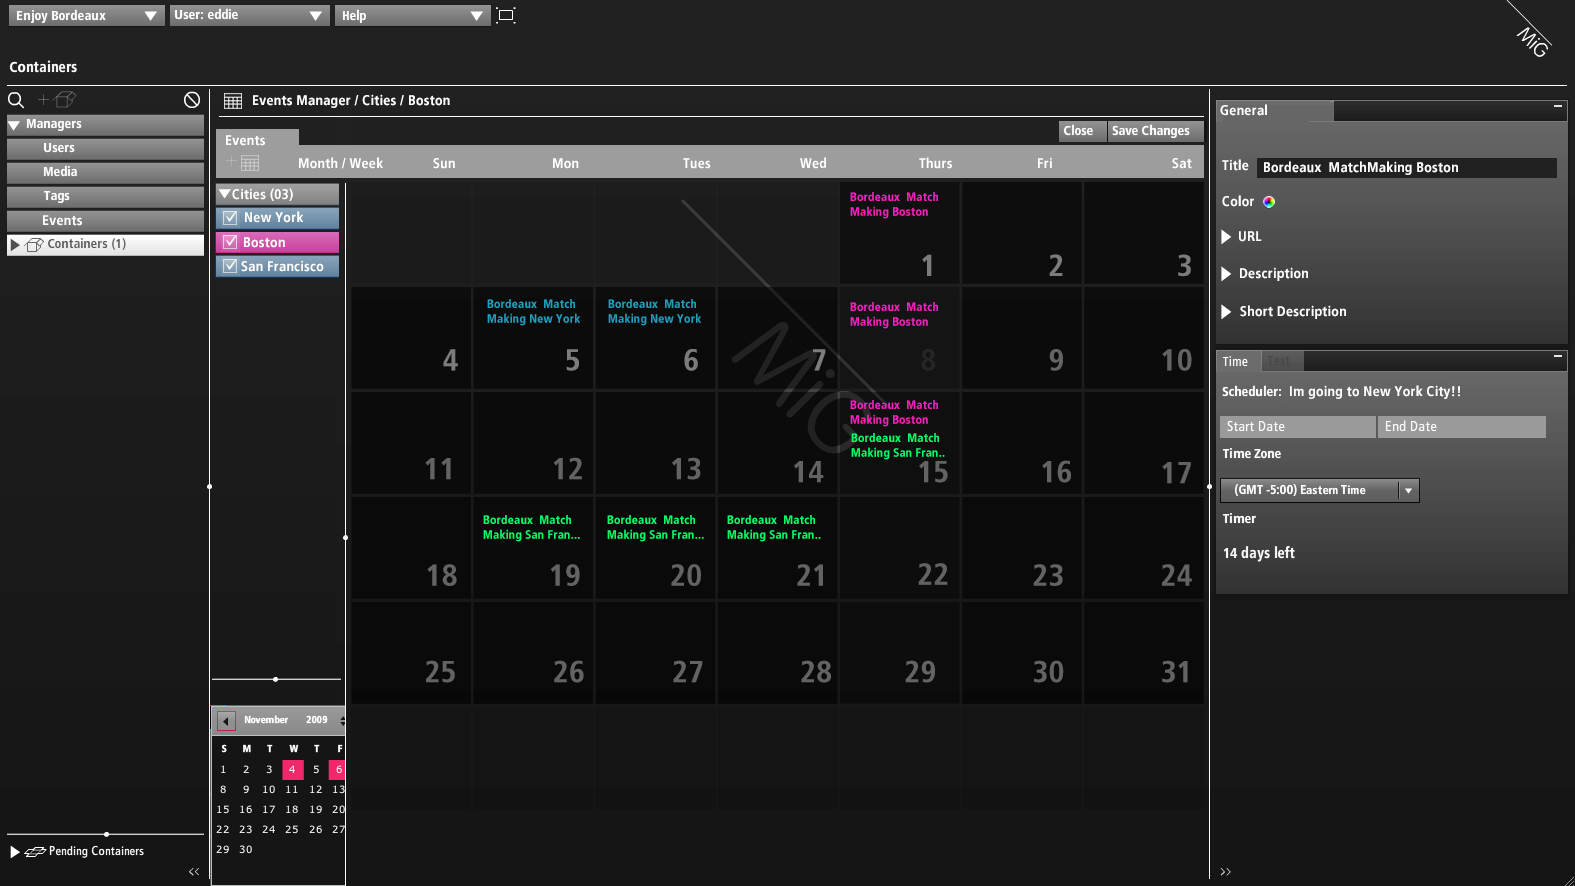 Enjoy Bordeaux
User: eddie
Help
MiG
Containers
Managers
Users
Media
Tags
Events
Containers (1)
Pending Containers
Events Manager / Cities / Boston
Close
Save Changes
Events
Month / Week Sun Mon Tues Wed Thurs Fri Sat
Cities (03)
New York
Boston
San Francisco
Bordeaux Match
Making Boston
1 2 3
Bordeaux Match
Making New York
Bordeaux Match
Making New York
Bordeaux Match
Making Boston
4 5 6 7 8 9 10
MiG
Bordeaux Match
Making Boston
Bordeaux Match
Making San Fran..
11 12 13 14 15 16 17
Bordeaux Match
Making San Fran...
Bordeaux Match
Making San Fran...
Bordeaux Match
Making San Fran..
18 19 20 21 22 23 24
25 26 27 28 29 30 31
November 2009
S M T W T F
1 2 3 4 5 6
8 9 10 11 12 13
15 16 17 18 19 20
22 23 24 25 26 27
29 30
General
Title Bordeaux MatchMaking Boston
Color
URL
Description
Short Description
Time Text
Scheduler: Im going to New York City!!
Start Date End Date
Time Zone
(GMT -5:00) Eastern Time
Timer
14 days left